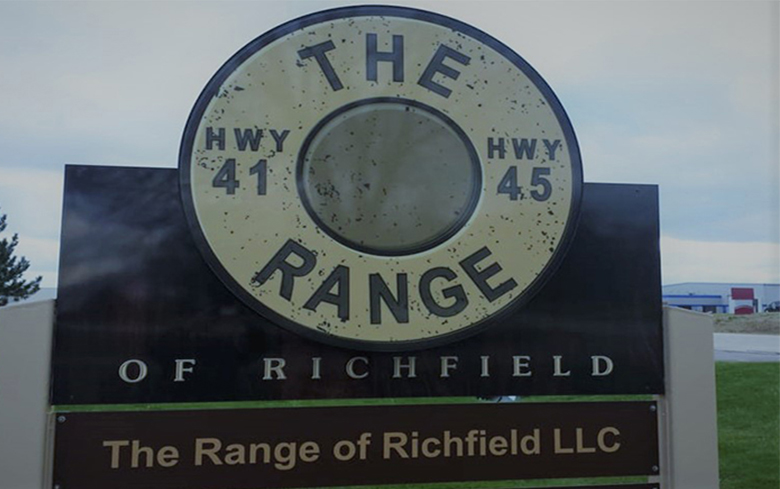 THE
HWY 41 HWY 45
RANGE
OF RICHFIELD
The Range of Richfield LLC